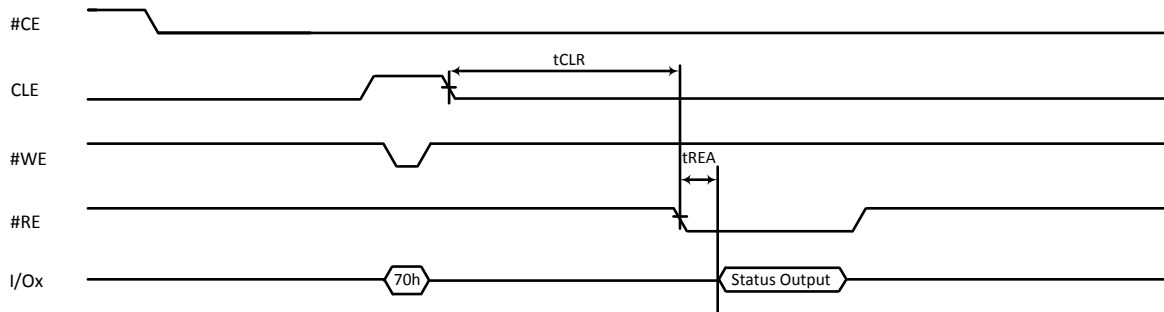 #CE
tCLR
CLE
#WE
tREA
#RE
I/Ox
70h
Status Output